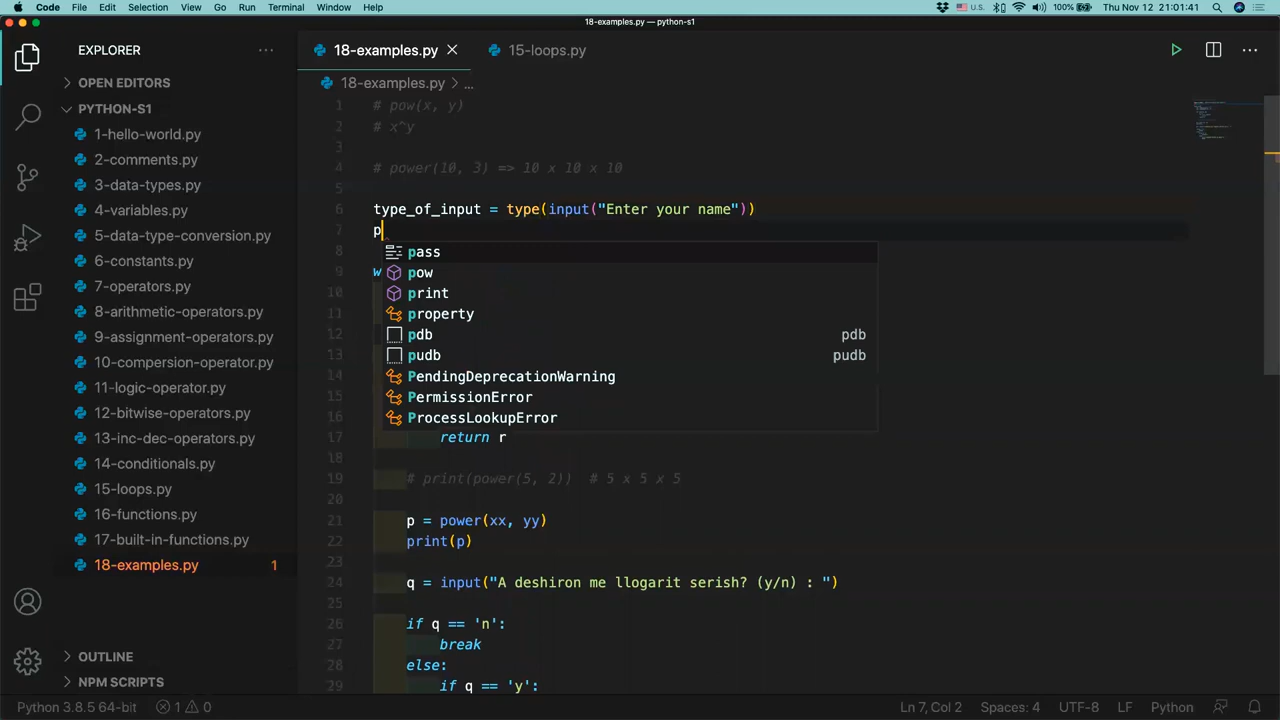 Code File Edit Selection View Go Run Terminal Window Help U.S. 100% Thu Nov 12 21:01:41
18-examples.py — python-s1
EXPLORER
OPEN EDITORS
PYTHON-S1
1-hello-world.py
2-comments.py
3-data-types.py
4-variables.py
5-data-type-conversion.py
6-constants.py
7-operators.py
8-arithmetic-operators.py
9-assignment-operators.py
10-compersion-operator.py
11-logic-operator.py
12-bitwise-operators.py
13-inc-dec-operators.py
14-conditionals.py
15-loops.py
16-functions.py
17-built-in-functions.py
18-examples.py 1
OUTLINE
NPM SCRIPTS
18-examples.py 15-loops.py
18-examples.py > ...
1 # pow(x, y)
2 # x^y
3
4 # power(10, 3) => 10 x 10 x 10
5
6 type_of_input = type(input("Enter your name"))
7 p
8 pass
9 w pow
10 print
11 property
12 pdb pdb
13 pudb pudb
14 PendingDeprecationWarning
15 PermissionError
16 ProcessLookupError
17 return r
18
19 # print(power(5, 2)) # 5 x 5 x 5
20
21 p = power(xx, yy)
22 print(p)
23
24 q = input("A deshiron me llogarit serish? (y/n) : ")
25
26 if q == 'n':
27 break
28 else:
29 if q == 'y':
Python 3.8.5 64-bit 1 0 Ln 7, Col 2 Spaces: 4 UTF-8 LF Python